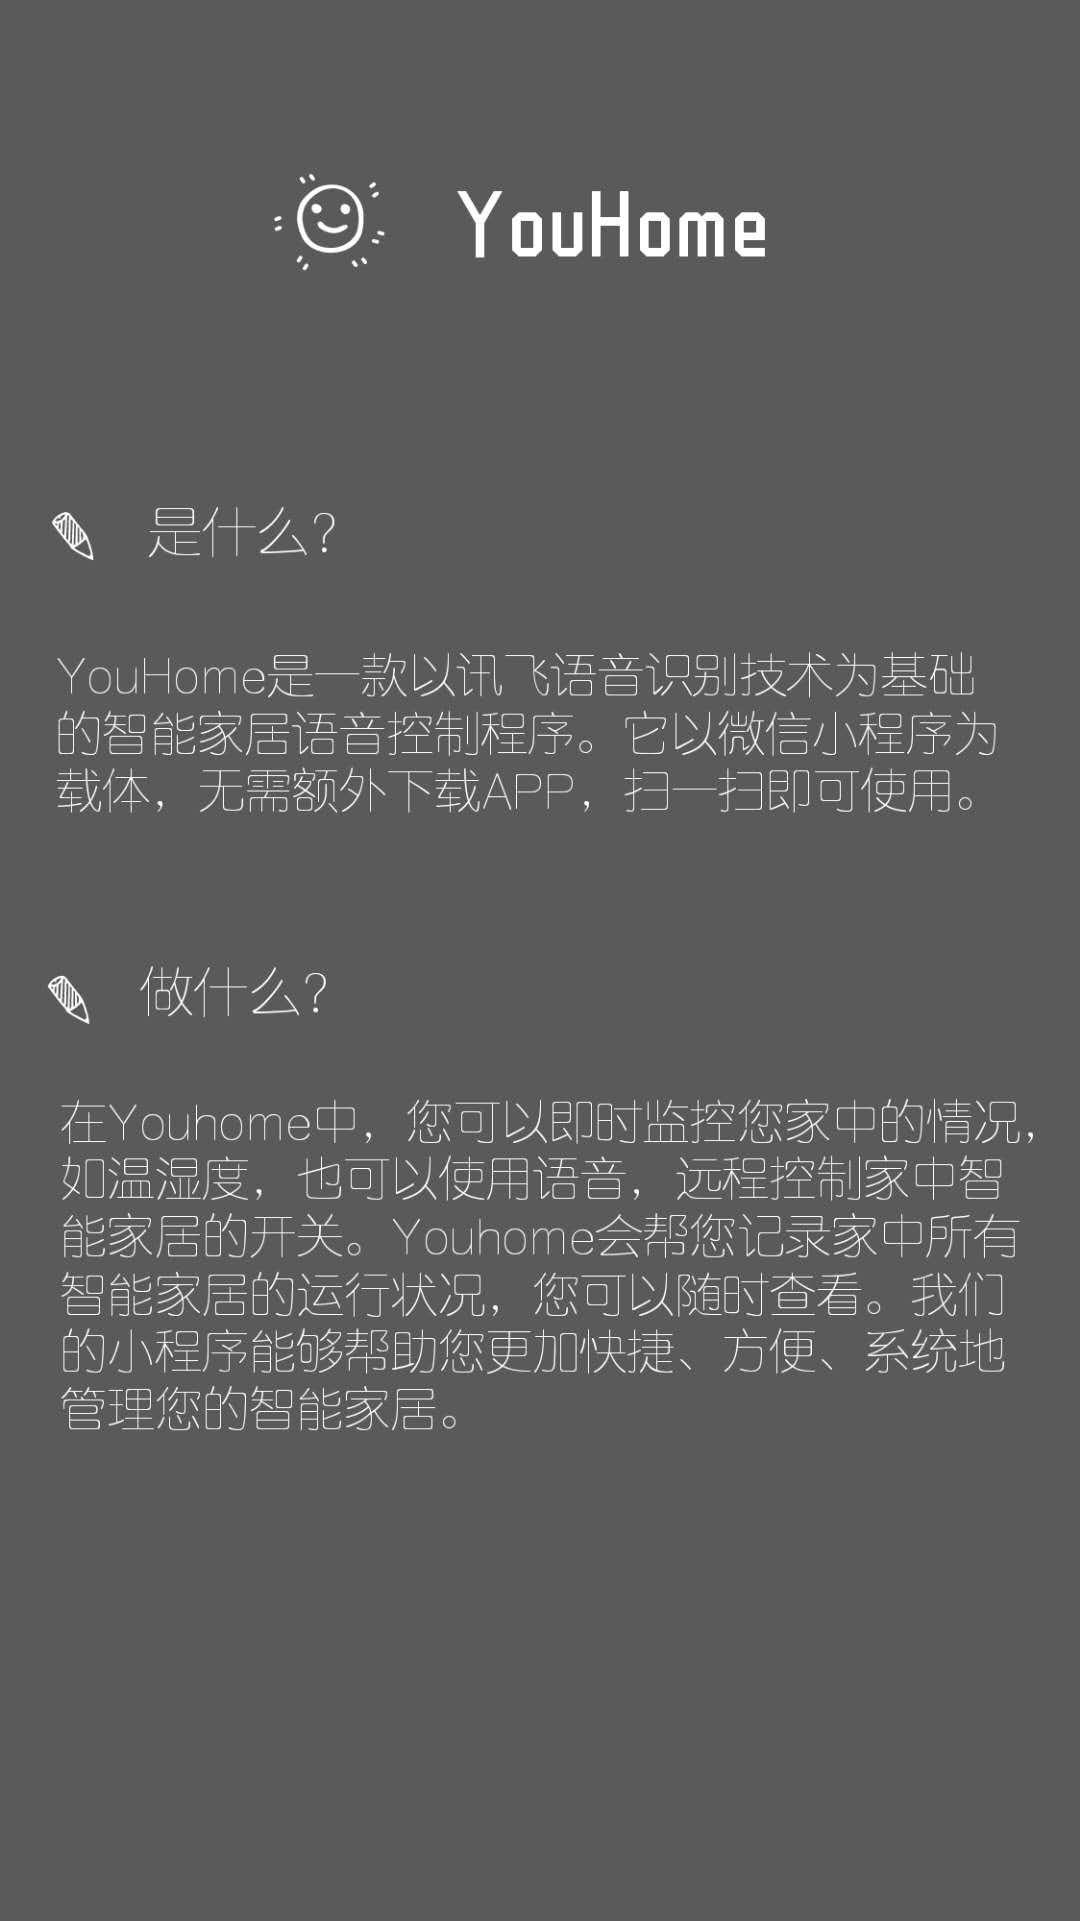 YouHome
是什么？
YouHome是一款以讯飞语音识别技术为基础
的智能家居语音控制程序。它以微信小程序为
载体，无需额外下载APP，扫一扫即可使用。
做什么？
在Youhome中，您可以即时监控您家中的情况，
如温湿度，也可以使用语音，远程控制家中智
能家居的开关。Youhome会帮您记录家中所有
智能家居的运行状况，您可以随时查看。我们
的小程序能够帮助您更加快捷、方便、系统地
管理您的智能家居。